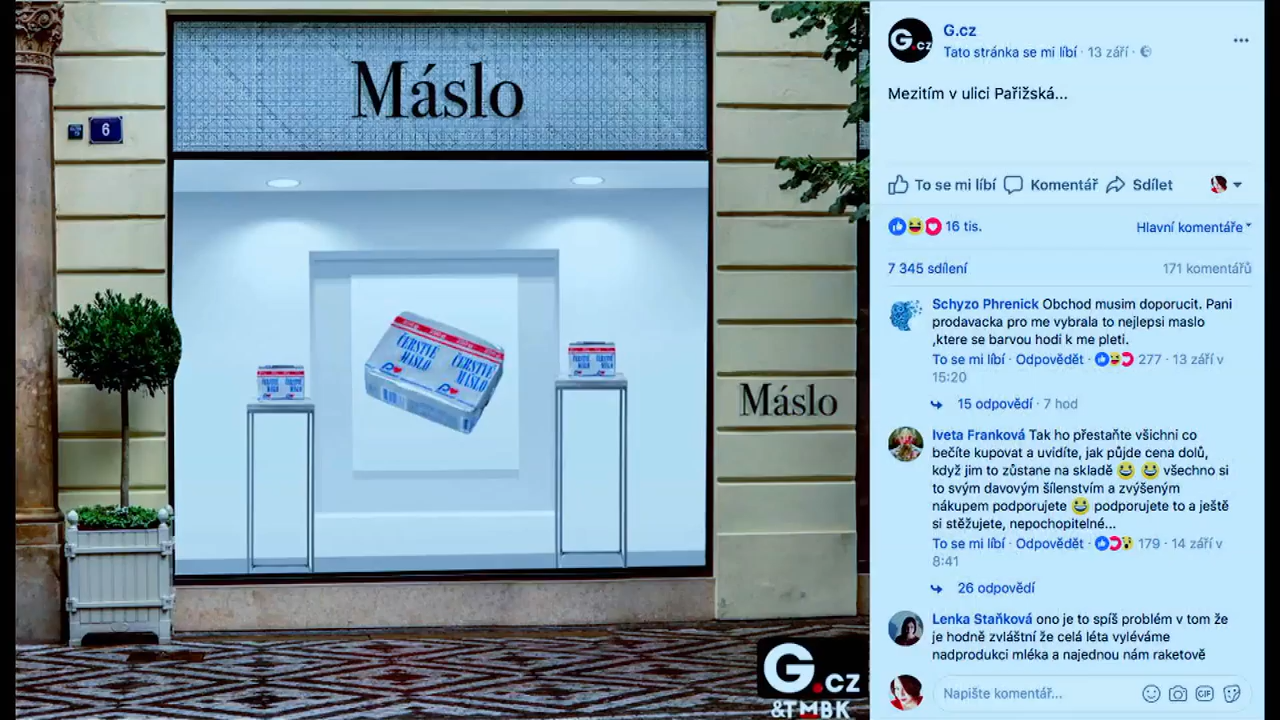 Máslo
6
ČERSTVÉ
MÁSLO
ČERSTVÉ
MÁSLO
Máslo
G.cz
&TMBK
G.cz
G.cz
Tato stránka se mi líbí · 13 září ·
Mezitím v ulici Pařížská...
To se mi líbí Komentář Sdílet
16 tis.
Hlavní komentáře
7 345 sdílení
171 komentářů
Schyzo Phrenick Obchod musim doporucit. Pani
prodavacka pro me vybrala to nejlepsi maslo
,ktere se barvou hodi k me pleti.
To se mi líbí · Odpovědět · 277 · 13 září v
15:20
15 odpovědí · 7 hod
Iveta Franková Tak ho přestaňte všichni co
bečíte kupovat a uvidíte, jak půjde cena dolů,
když jim to zůstane na skladě 😀 😀 všechno si
to svým davovým šílenstvím a zvýšeným
nákupem podporujete 😀 podporujete to a ještě
si stěžujete, nepochopitelné...
To se mi líbí · Odpovědět · 179 · 14 září v
8:41
26 odpovědí
Lenka Staňková ono je to spíš problém v tom že
je hodně zvláštní že celá léta vyléváme
nadprodukci mléka a najednou nám raketově
Napište komentář...
GIF